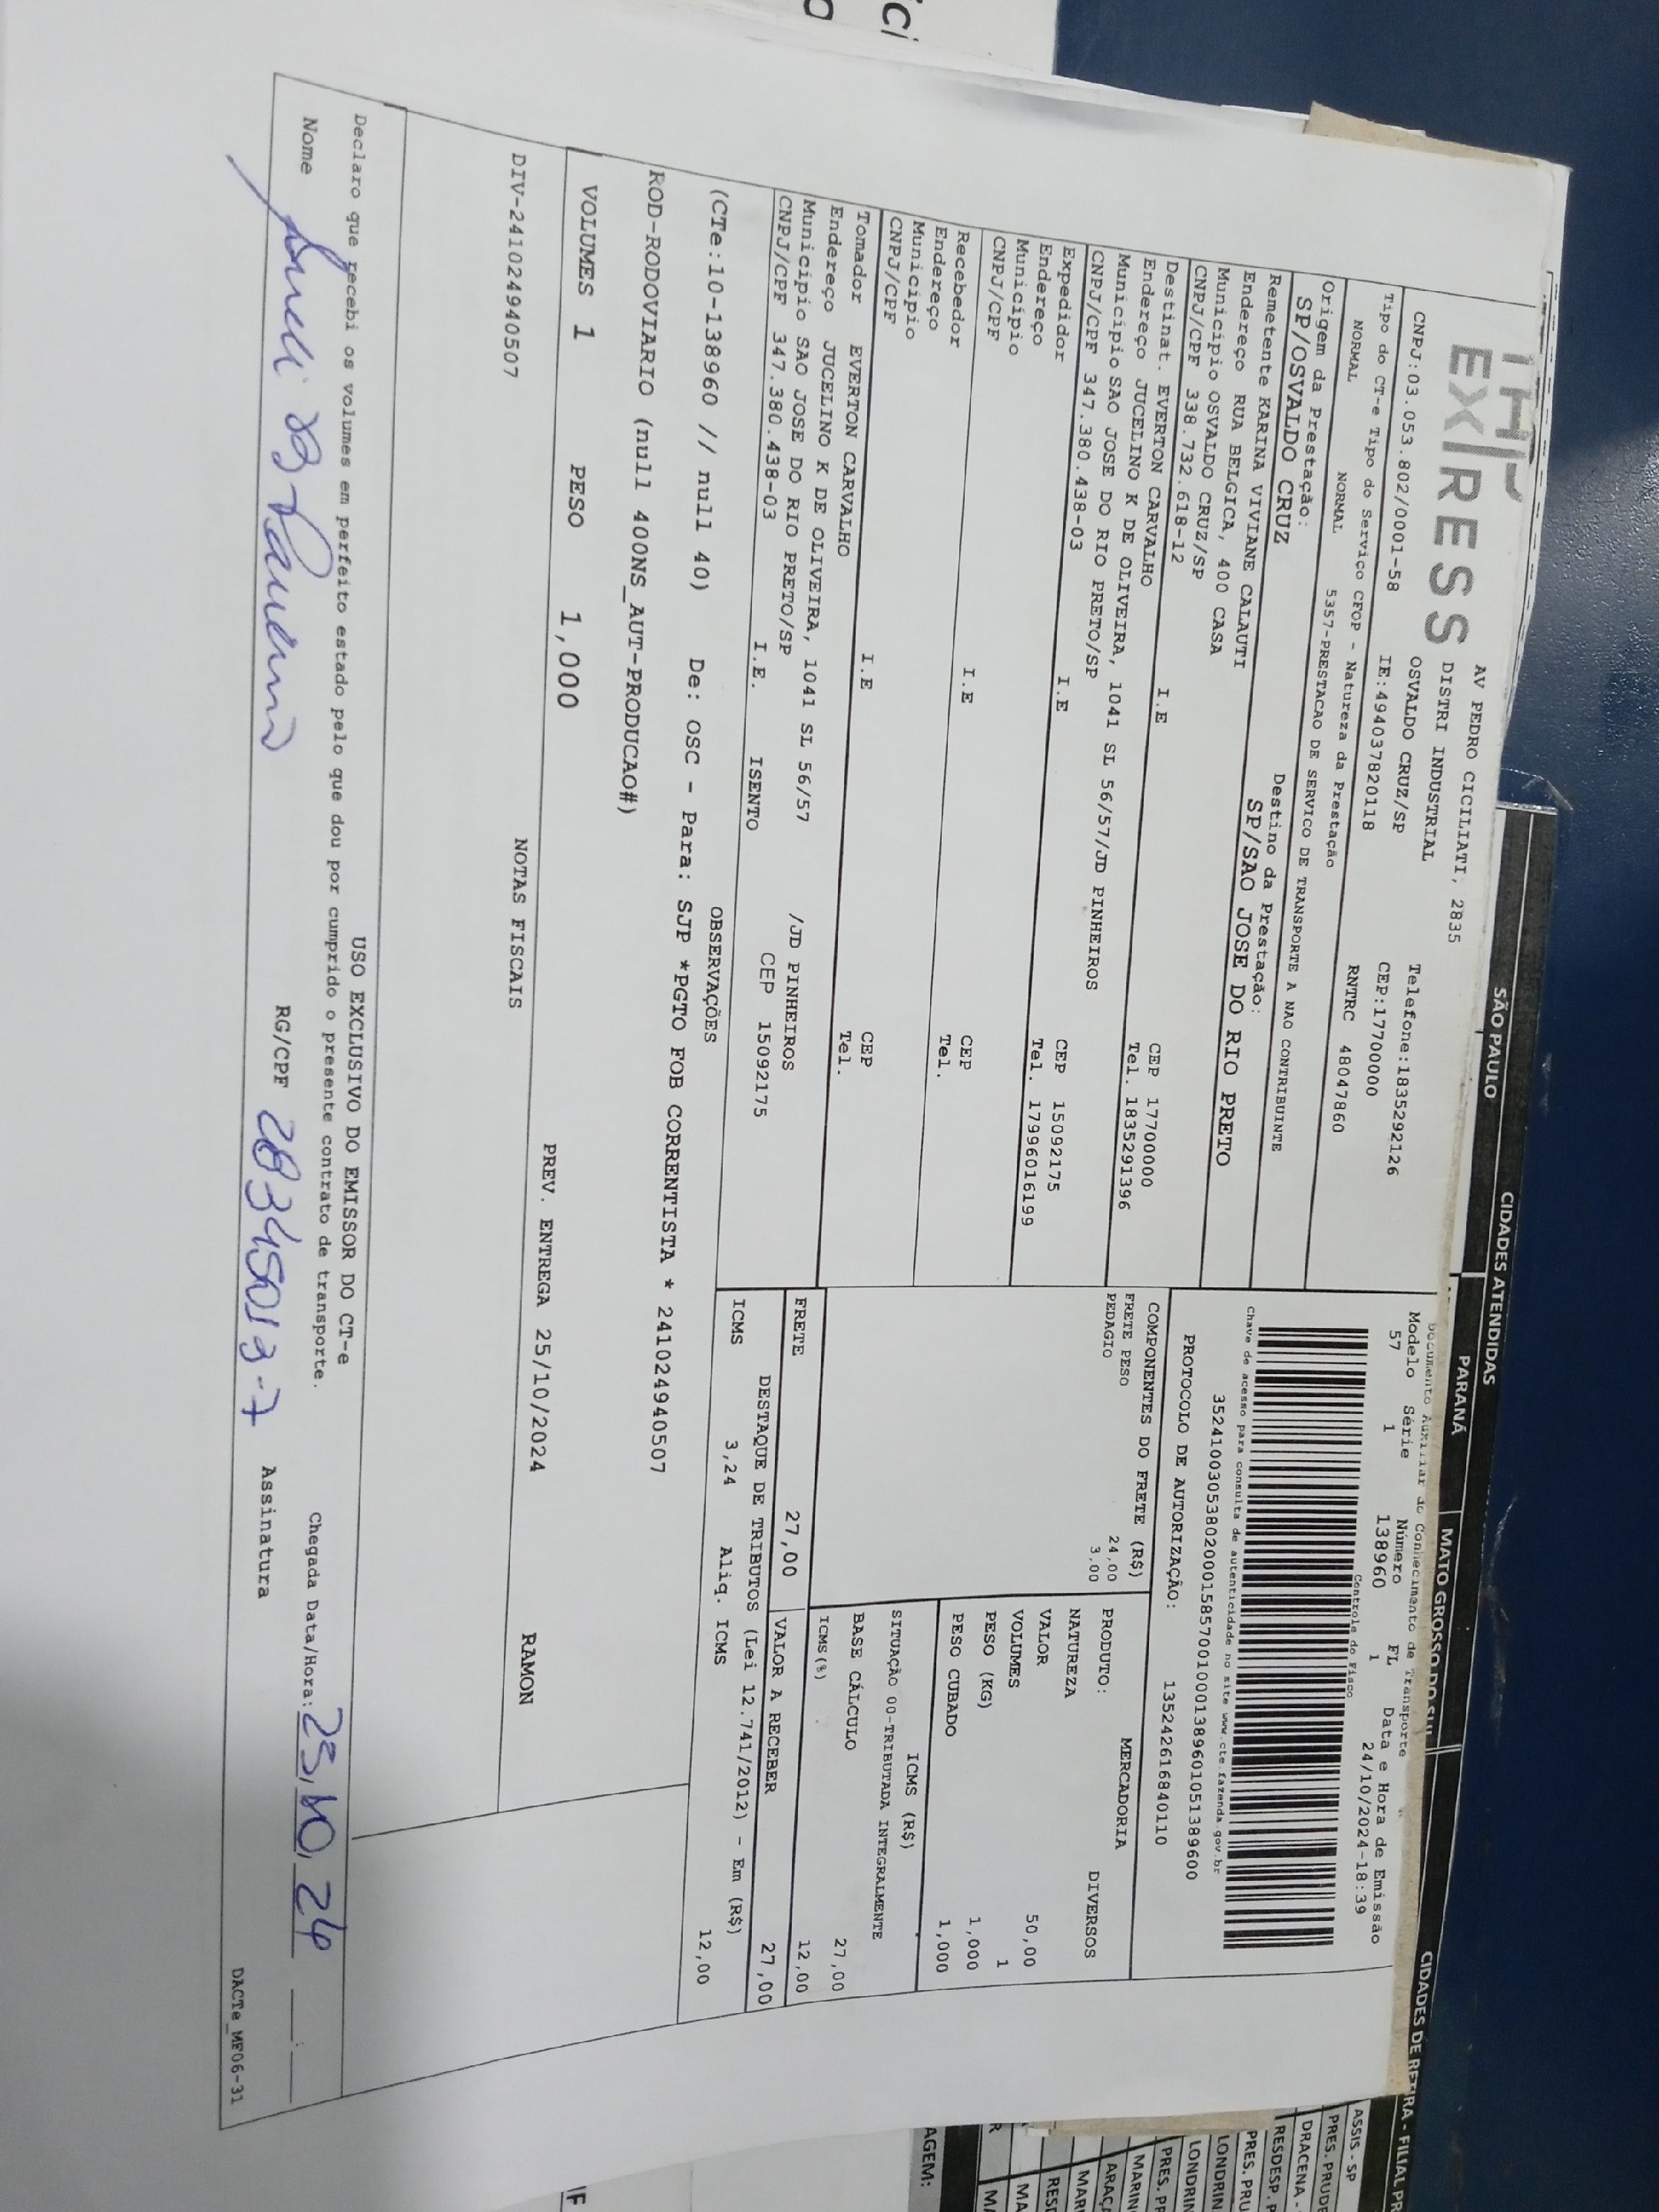 EXPRESS
AV PEDRO CICILIATI, 2835
DISTRI INDUSTRIAL
OSVALDO CRUZ/SP
Telefone:1835292126
CEP:17700000
CNPJ:03.053.802/0001-58 IE:494037820118 RNTRC 48047860
Tipo do CT-e Tipo do Serviço CFOP - Natureza da Prestação
NORMAL NORMAL 5357-PRESTACAO DE SERVICO DE TRANSPORTE A NAO CONTRIBUINTE
Origem da Prestação: Destino da Prestação:
SP/OSVALDO CRUZ SP/SAO JOSE DO RIO PRETO
Remetente KARINA VIVIANE CALAUTI
Endereço RUA BELGICA, 400 CASA
Município OSVALDO CRUZ/SP CEP 17700000
CNPJ/CPF 338.732.618-12 I.E Tel. 1835291396
Destinat. EVERTON CARVALHO
Endereço JUCELINO K DE OLIVEIRA, 1041 SL 56/57/JD PINHEIROS
Município SAO JOSE DO RIO PRETO/SP CEP 15092175
CNPJ/CPF 347.380.438-03 I.E Tel. 17996016199
Expedidor
Endereço
Município CEP
CNPJ/CPF I.E Tel.
Recebedor
Endereço
Município CEP
CNPJ/CPF I.E Tel.
Tomador EVERTON CARVALHO
Endereço JUCELINO K DE OLIVEIRA, 1041 SL 56/57 /JD PINHEIROS
Município SAO JOSE DO RIO PRETO/SP CEP 15092175
CNPJ/CPF 347.380.438-03 I.E. ISENTO
Documento Auxiliar do Conhecimento de Transporte
Modelo Série Número FL Data e Hora de Emissão
57 1 138960 1 24/10/2024-18:39
Controle do Fisco
Chave de acesso para consulta de autenticidade no site www.cte.fazenda.gov.br
35241003053802000158570010001389601051389600
PROTOCOLO DE AUTORIZAÇÃO: 135242616840110
COMPONENTES DO FRETE (R$)
FRETE PESO 24,00
PEDAGIO 3,00
MERCADORIA
PRODUTO: DIVERSOS
NATUREZA
VALOR 50,00
VOLUMES 1
PESO (KG) 1,000
PESO CUBADO 1,000
ICMS (R$)
SITUAÇÃO 00-TRIBUTADA INTEGRALMENTE
BASE CÁLCULO 27,00
ICMS(%) 12,00
FRETE 27,00 VALOR A RECEBER 27,00
DESTAQUE DE TRIBUTOS (Lei 12.741/2012) - Em (R$)
ICMS 3,24 Aliq. ICMS 12,00
OBSERVAÇÕES
(CTe:10-138960 // null 40) De: OSC - Para: SJP *PGTO FOB CORRENTISTA * 241024940507
ROD-RODOVIARIO (null 400NS_AUT-PRODUCAO#)
VOLUMES 1 PESO 1,000 PREV. ENTREGA 25/10/2024 RAMON
NOTAS FISCAIS
DIV-241024940507
USO EXCLUSIVO DO EMISSOR DO CT-e
Declaro que recebi os volumes em perfeito estado pelo que dou por cumprido o presente contrato de transporte.
Chegada Data/Hora: 25,10,24
Nome RG/CPF 28345013-7 Assinatura
DACTe_MF06-31
CIDADES ATENDIDAS
SÃO PAULO PARANÁ MATO GROSSO DO SUL
ASSIS - SP